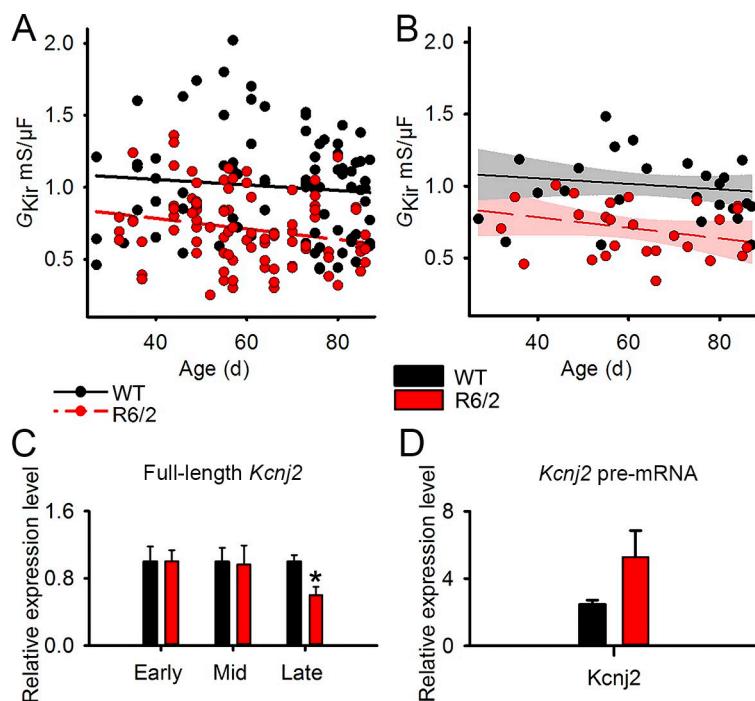 A
B
2.0
1.5
1.0
0.5
GKir mS/µF
40
60
80
Age (d)
2.0
1.5
1.0
0.5
GKir mS/µF
40
60
80
Age (d)
WT
R6/2
WT
R6/2
C
Full-length Kcnj2
1.6
0.8
0.0
Relative expression level
*
Early
Mid
Late
D
Kcnj2 pre-mRNA
8
4
0
Relative expression level
Kcnj2